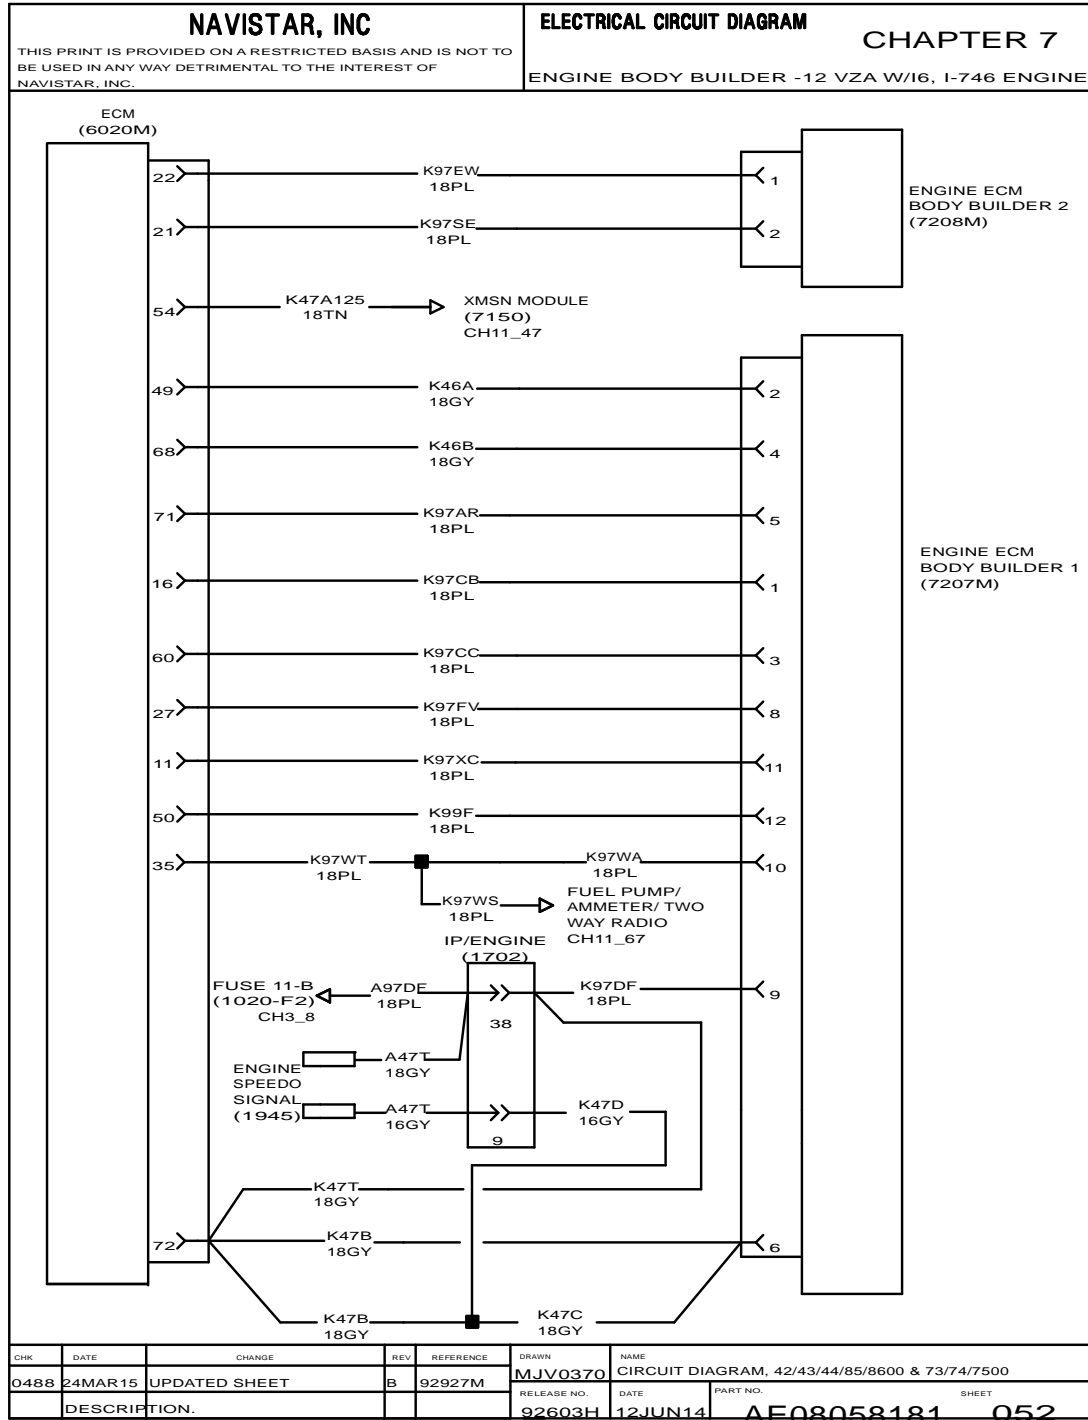 NAVISTAR, INC
THIS PRINT IS PROVIDED ON A RESTRICTED BASIS AND IS NOT TO
BE USED IN ANY WAY DETRIMENTAL TO THE INTEREST OF
NAVISTAR, INC.
ELECTRICAL CIRCUIT DIAGRAM
CHAPTER 7
ENGINE BODY BUILDER -12 VZA W/I6, I-746 ENGINE
ECM
(6020M)
22
K97EW
18PL
1
ENGINE ECM
BODY BUILDER 2
(7208M)
21
K97SE
18PL
2
54
K47A125
18TN
XMSN MODULE
(7150)
CH11_47
49
K46A
18GY
2
68
K46B
18GY
4
71
K97AR
18PL
5
ENGINE ECM
BODY BUILDER 1
(7207M)
16
K97CB
18PL
1
60
K97CC
18PL
3
27
K97FV
18PL
8
11
K97XC
18PL
11
50
K99F
18PL
12
35
K97WT
18PL
K97WA
18PL
10
K97WS
18PL
FUEL PUMP/
AMMETER/ TWO
WAY RADIO
CH11_67
IP/ENGINE
(1702)
FUSE 11-B
(1020-F2)
CH3_8
A97DF
18PL
38
K97DF
18PL
9
ENGINE
SPEEDO
SIGNAL
(1945)
A47T
18GY
A47T
16GY
9
K47D
16GY
K47T
18GY
72
K47B
18GY
6
K47B
18GY
K47C
18GY
CHK DATE CHANGE REV REFERENCE
0488 24MAR15 UPDATED SHEET B 92927M
DESCRIPTION.
DRAWN
MJV0370
NAME
CIRCUIT DIAGRAM, 42/43/44/85/8600 & 73/74/7500
RELEASE NO.
92603H
DATE
12JUN14
PART NO.
AE08058181
SHEET
052